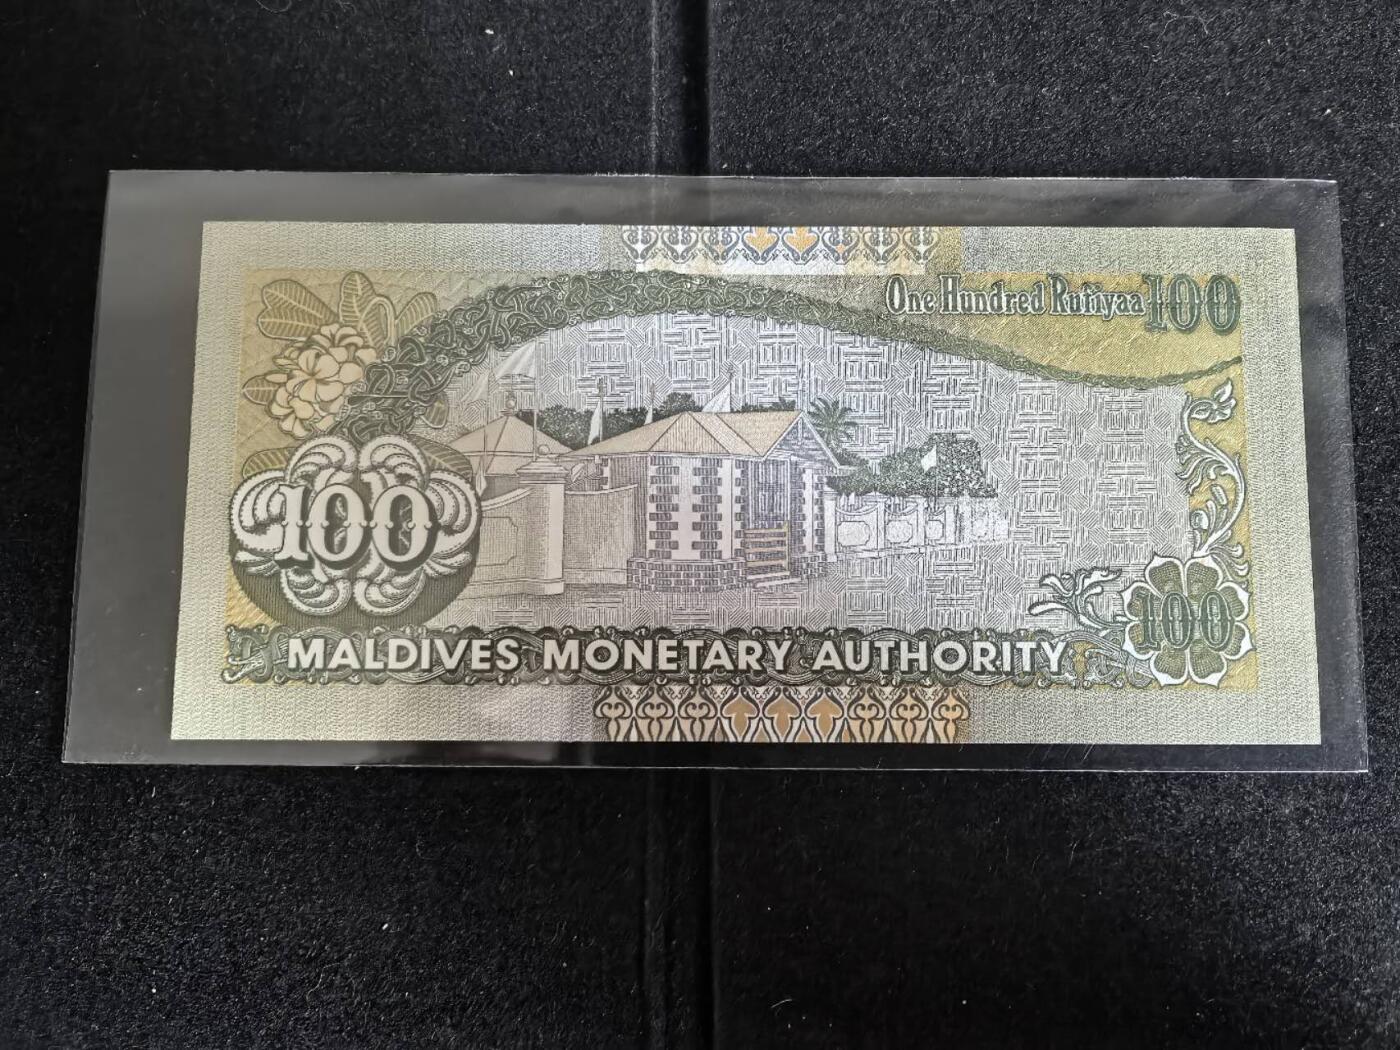 One Hundred Rufiyaa 100
100
100
MALDIVES MONETARY AUTHORITY